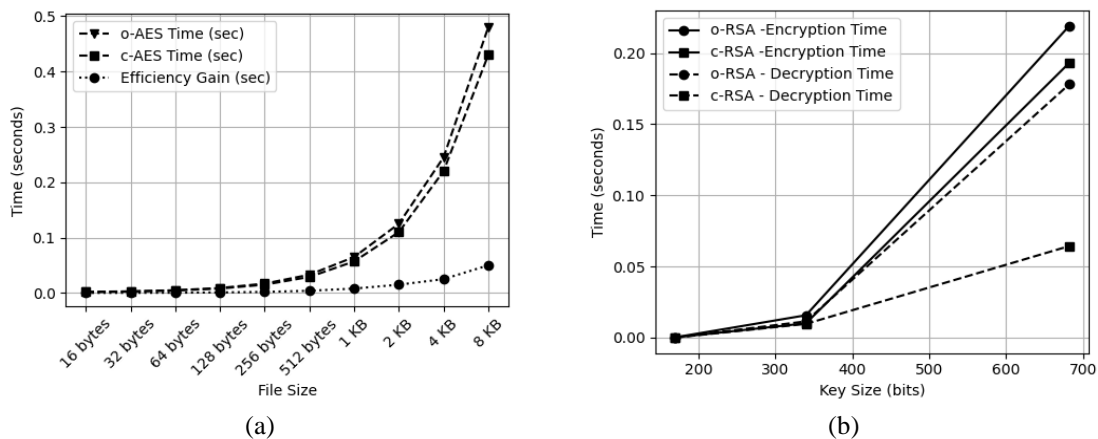 0.5
0.4
0.3
0.2
0.1
0.0
Time (seconds)
o-AES Time (sec)
c-AES Time (sec)
Efficiency Gain (sec)
16 bytes
32 bytes
64 bytes
128 bytes
256 bytes
512 bytes
1 KB
2 KB
4 KB
8 KB
File Size
(a)
0.20
0.15
0.10
0.05
0.00
Time (seconds)
o-RSA -Encryption Time
c-RSA -Encryption Time
o-RSA - Decryption Time
c-RSA - Decryption Time
200
300
400
500
600
700
Key Size (bits)
(b)